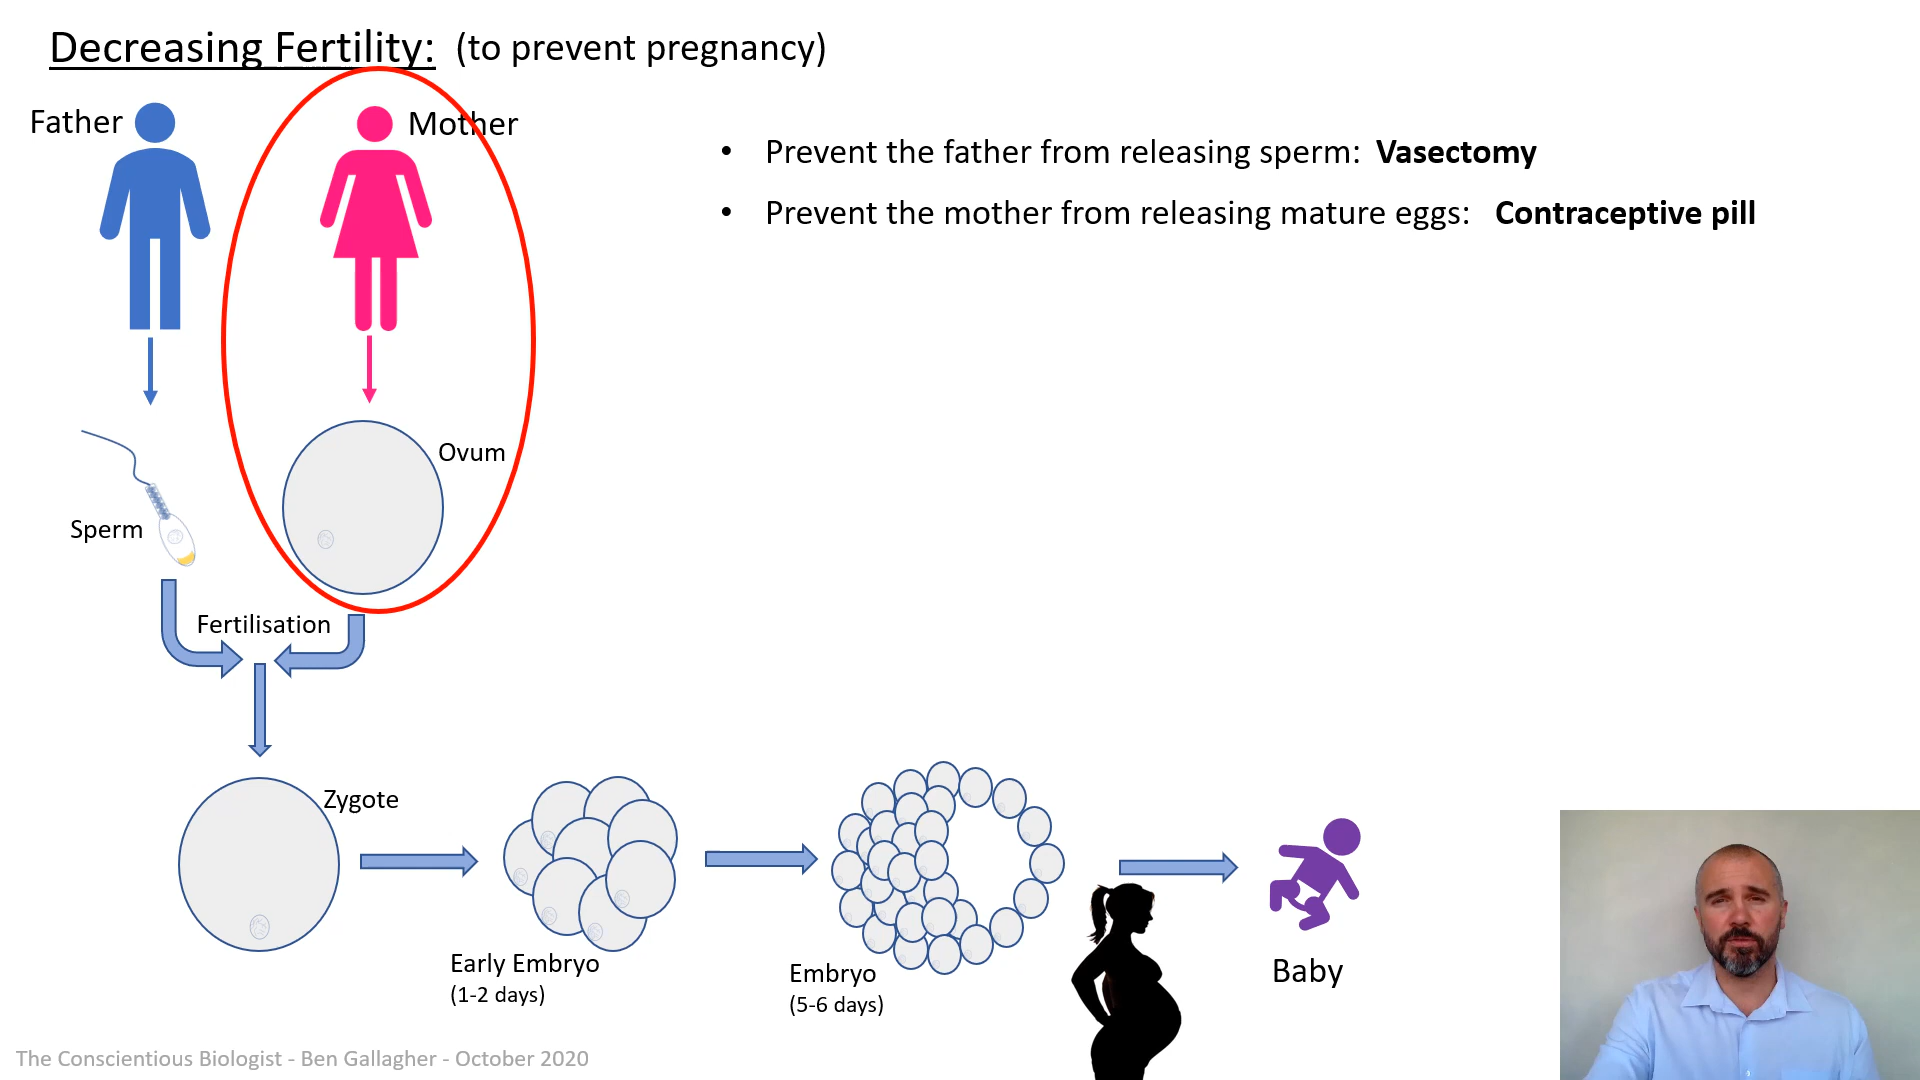 Decreasing Fertility: (to prevent pregnancy)
Father
Mother
• Prevent the father from releasing sperm: Vasectomy
• Prevent the mother from releasing mature eggs: Contraceptive pill
Ovum
Sperm
Fertilisation
Zygote
Early Embryo
(1-2 days)
Embryo
(5-6 days)
Baby
The Conscientious Biologist - Ben Gallagher - October 2020